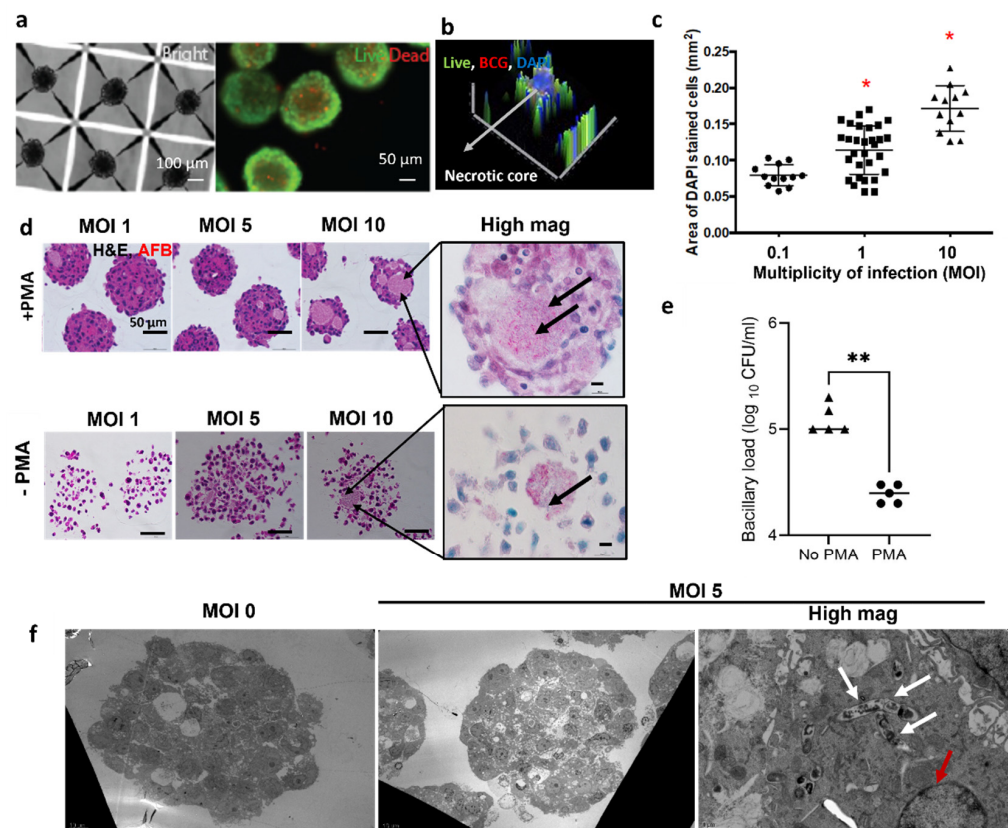 a
Bright
100 µm
Live Dead
50 µm
b
Live, BCG, DAPI
Necrotic core
c
Area of DAPI stained cells (mm2)
0.25
0.20
0.15
0.10
0.05
0.00
*
*
0.1
1
10
Multiplicity of infection (MOI)
d
MOI 1
MOI 5
MOI 10
High mag
+PMA
H&E, AFB
50 µm
MOI 1
MOI 5
MOI 10
- PMA
e
Bacillary load (log 10 CFU/ml)
6
5
4
**
No PMA
PMA
f
MOI 0
MOI 5
High mag